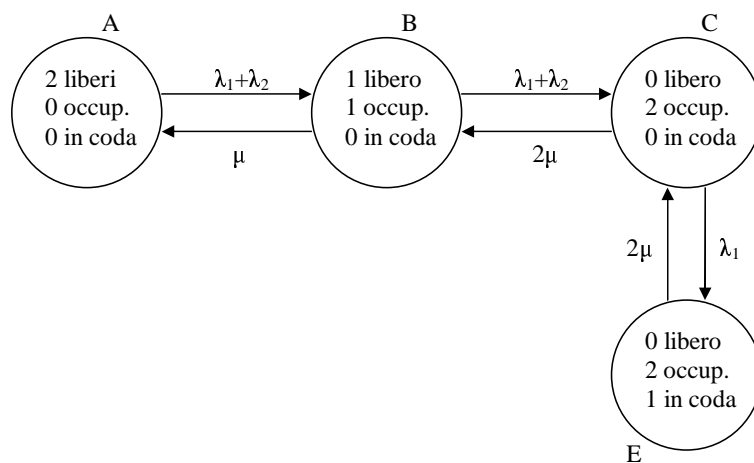 A
2 liberi
0 occup.
0 in coda
λ₁+λ₂
μ
B
1 libero
1 occup.
0 in coda
λ₁+λ₂
2μ
C
0 libero
2 occup.
0 in coda
2μ
λ₁
0 libero
2 occup.
1 in coda
E